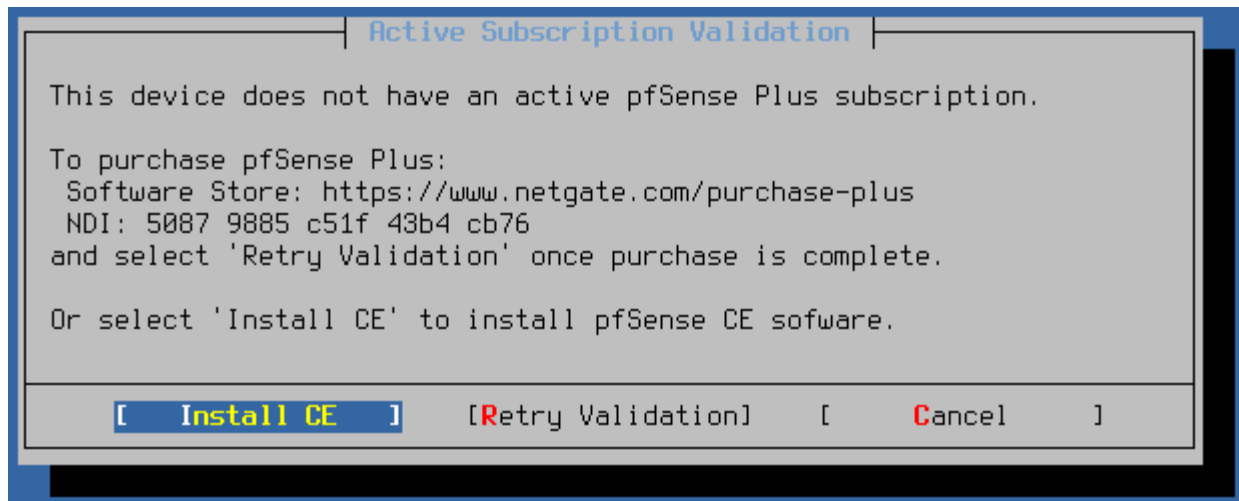 Active Subscription Validation
This device does not have an active pfSense Plus subscription.
To purchase pfSense Plus:
Software Store: https://www.netgate.com/purchase-plus
NDI: 5087 9885 c51f 43b4 cb76
and select 'Retry Validation' once purchase is complete.
Or select 'Install CE' to install pfSense CE sofware.
[ Install CE ] [Retry Validation] [ Cancel ]